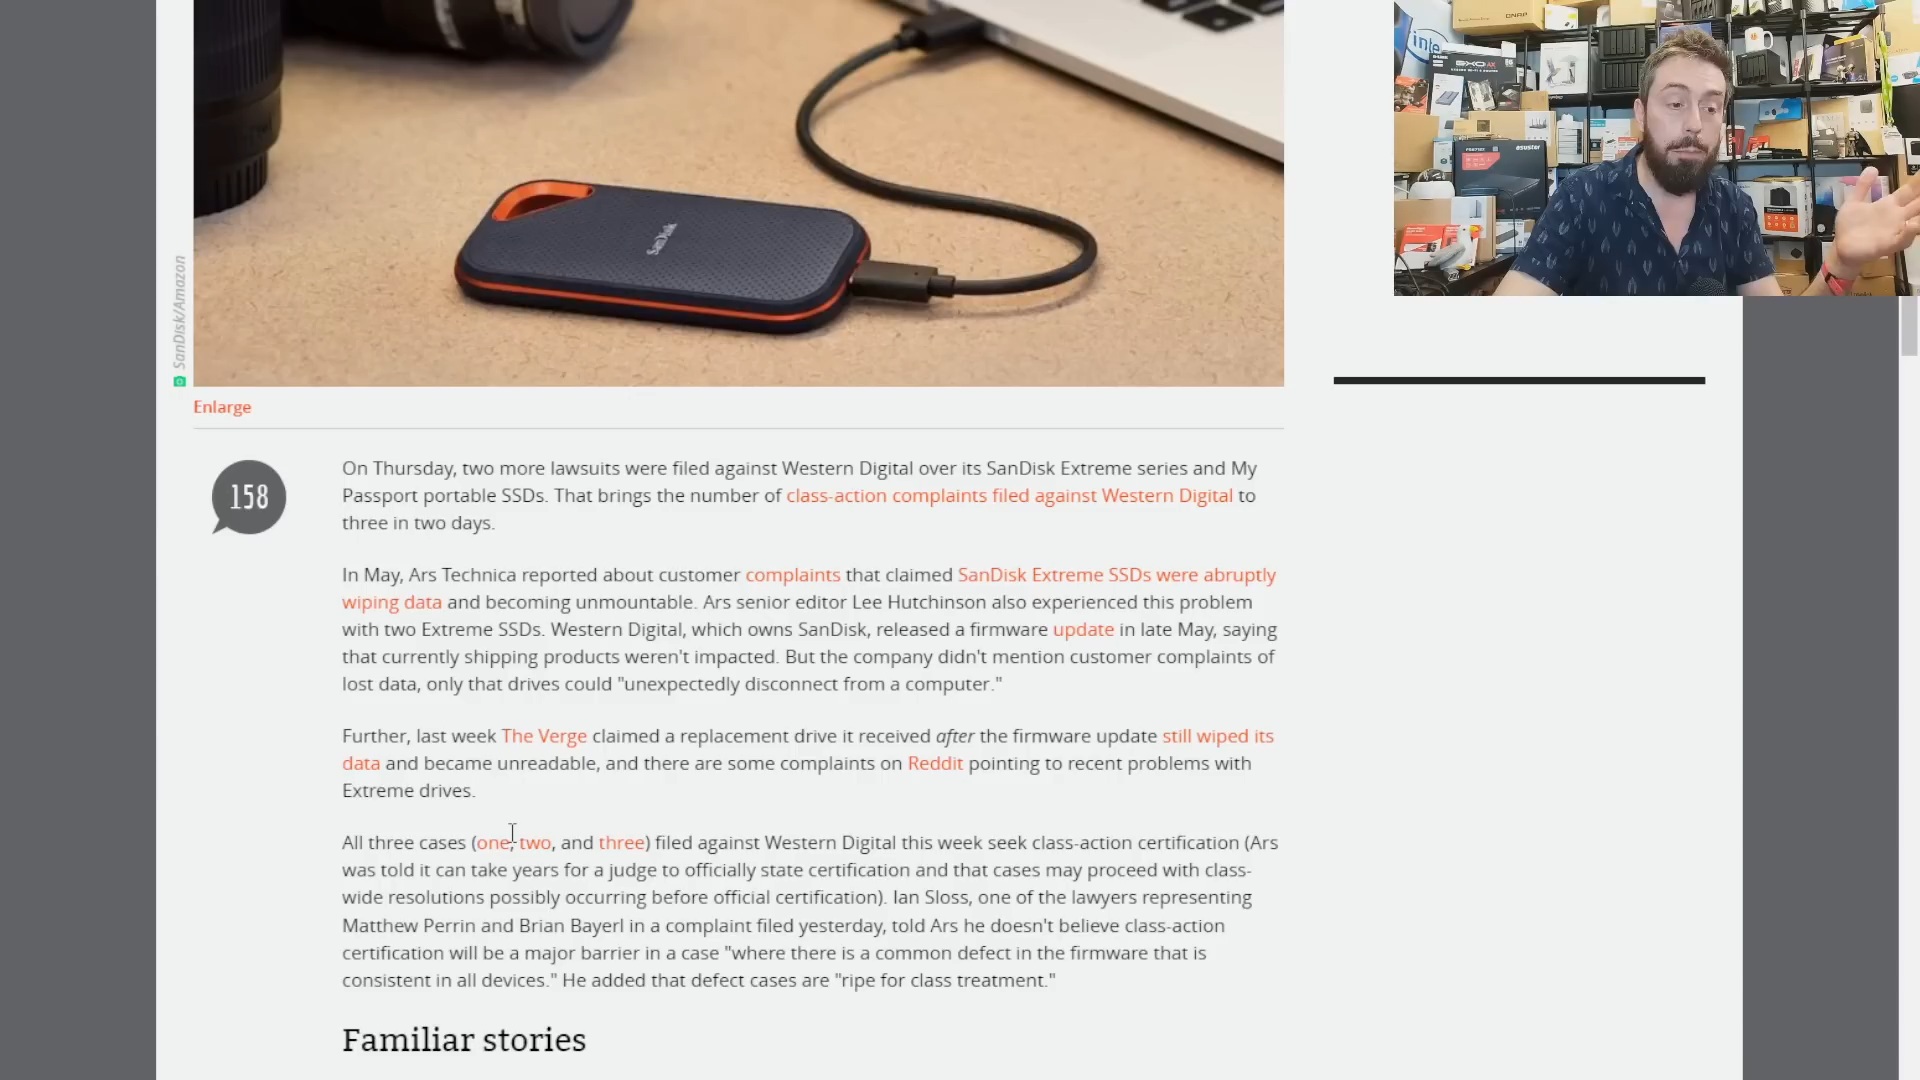 SanDisk
SanDisk/Amazon
Enlarge
158
On Thursday, two more lawsuits were filed against Western Digital over its SanDisk Extreme series and My
Passport portable SSDs. That brings the number of class-action complaints filed against Western Digital to
three in two days.
In May, Ars Technica reported about customer complaints that claimed SanDisk Extreme SSDs were abruptly
wiping data and becoming unmountable. Ars senior editor Lee Hutchinson also experienced this problem
with two Extreme SSDs. Western Digital, which owns SanDisk, released a firmware update in late May, saying
that currently shipping products weren't impacted. But the company didn't mention customer complaints of
lost data, only that drives could "unexpectedly disconnect from a computer."
Further, last week The Verge claimed a replacement drive it received after the firmware update still wiped its
data and became unreadable, and there are some complaints on Reddit pointing to recent problems with
Extreme drives.
All three cases (one, two, and three) filed against Western Digital this week seek class-action certification (Ars
was told it can take years for a judge to officially state certification and that cases may proceed with class-
wide resolutions possibly occurring before official certification). Ian Sloss, one of the lawyers representing
Matthew Perrin and Brian Bayerl in a complaint filed yesterday, told Ars he doesn't believe class-action
certification will be a major barrier in a case "where there is a common defect in the firmware that is
consistent in all devices." He added that defect cases are "ripe for class treatment."
Familiar stories
QNAP
inte
EXO AX
asustor